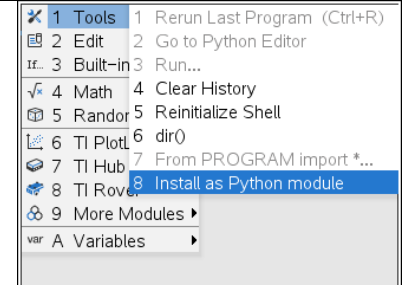 1 Tools
2 Edit
If... 3 Built-in
√× 4 Math
5 Random
6 TI PlotL
7 TI Hub
8 TI Rover
9 More Modules ▸
var A Variables ▸
1 Rerun Last Program (Ctrl+R)
2 Go to Python Editor
3 Run...
4 Clear History
5 Reinitialize Shell
6 dir()
7 From PROGRAM import *...
8 Install as Python module